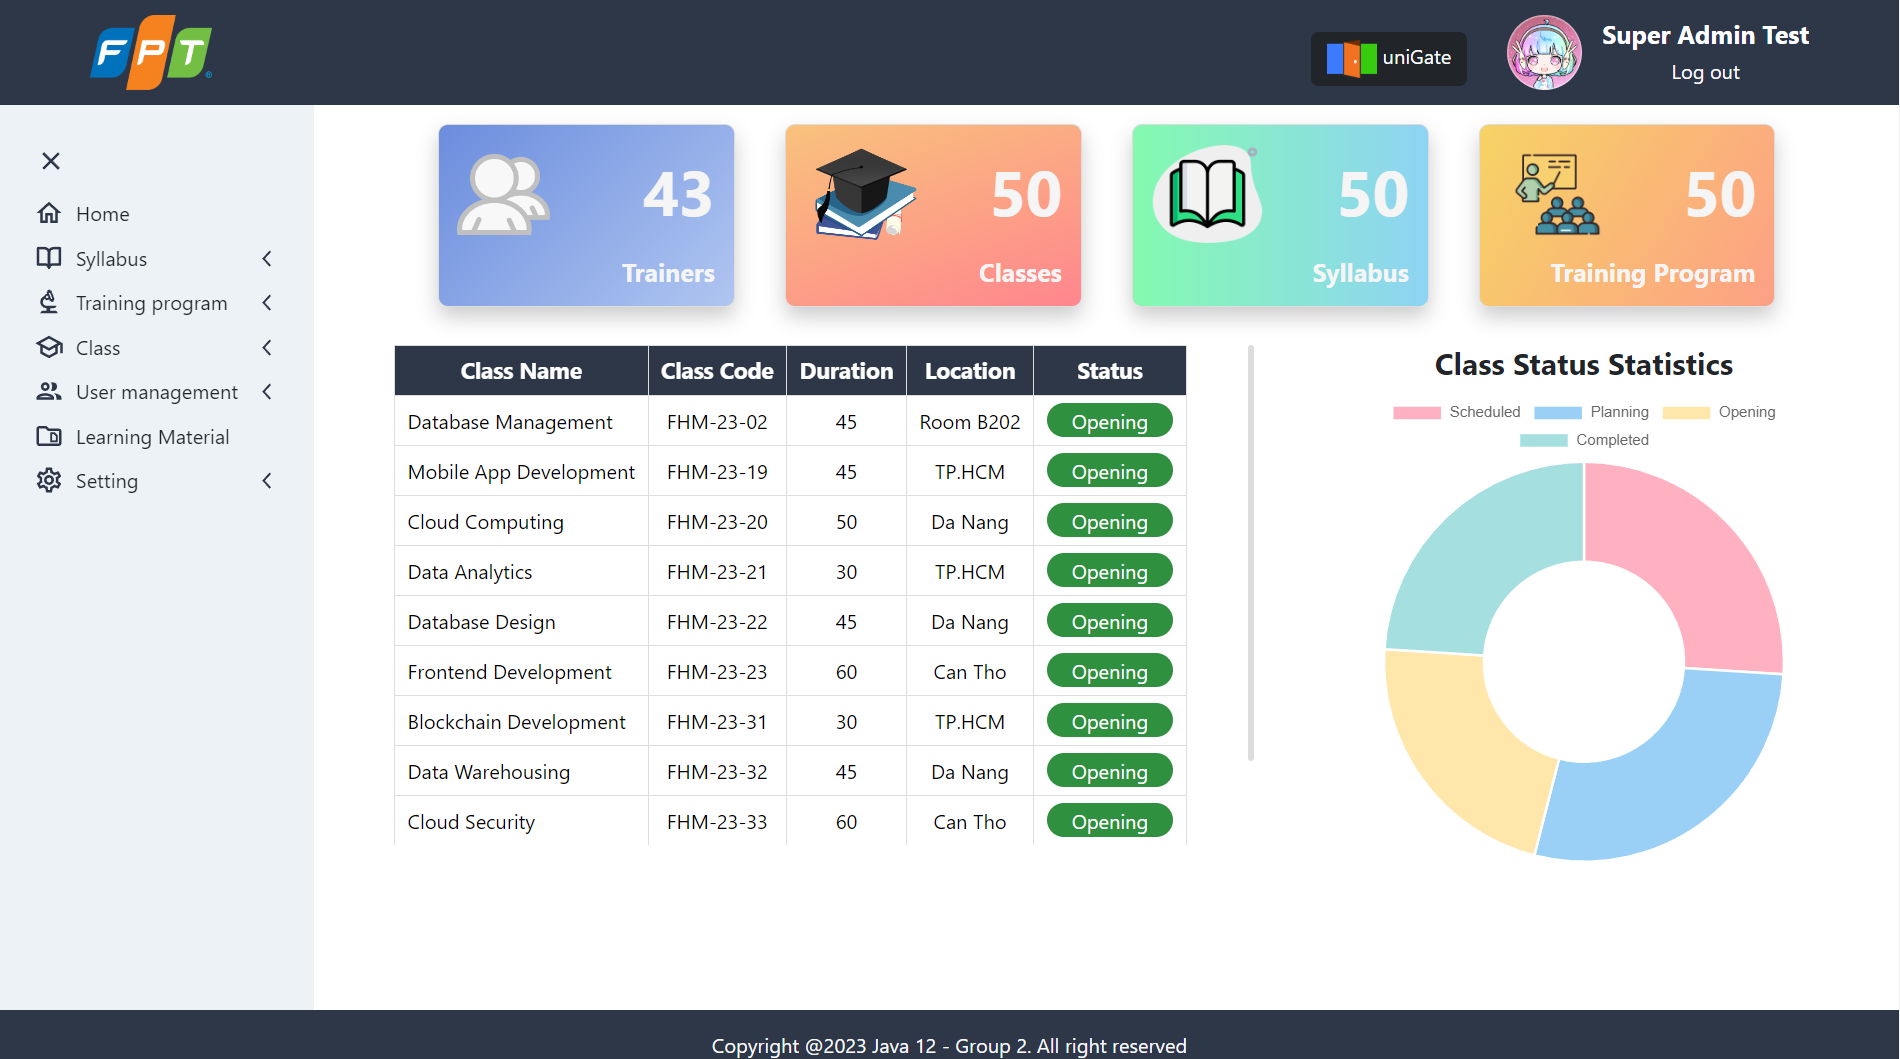 FPT®
uniGate
Super Admin Test
Log out
Home
Syllabus
Training program
Class
User management
Learning Material
Setting
43
Trainers
50
Classes
50
Syllabus
50
Training Program
Class Name Class Code Duration Location Status
Database Management FHM-23-02 45 Room B202 Opening
Mobile App Development FHM-23-19 45 TP.HCM Opening
Cloud Computing FHM-23-20 50 Da Nang Opening
Data Analytics FHM-23-21 30 TP.HCM Opening
Database Design FHM-23-22 45 Da Nang Opening
Frontend Development FHM-23-23 60 Can Tho Opening
Blockchain Development FHM-23-31 30 TP.HCM Opening
Data Warehousing FHM-23-32 45 Da Nang Opening
Cloud Security FHM-23-33 60 Can Tho Opening
Class Status Statistics
Scheduled Planning Opening
Completed
Copyright @2023 Java 12 - Group 2. All right reserved